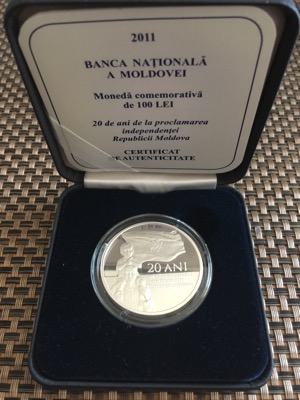 2011
BANCA NAȚIONALĂ
A MOLDOVEI
Monedă comemorativă
de 100 LEI
20 de ani de la proclamarea
independenței
Republicii Moldova
CERTIFICAT
DE AUTENTICITATE
20 ANI